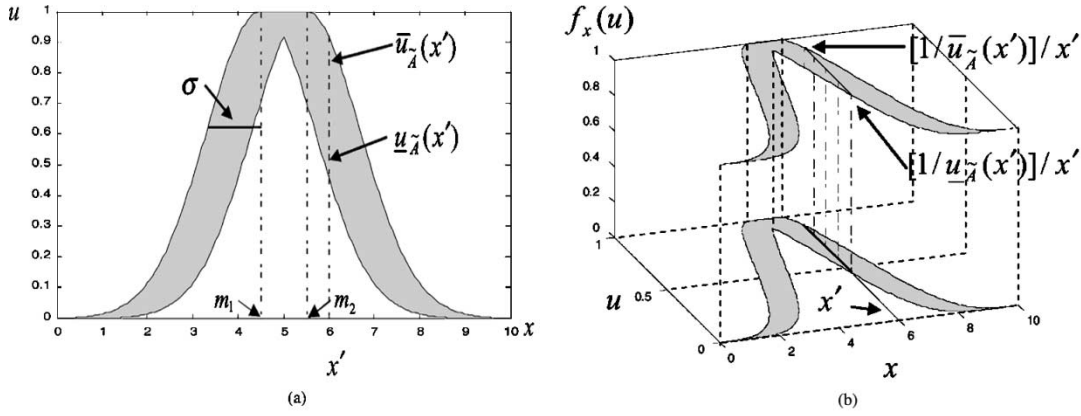 u
1
0.9
0.8
0.7
0.6
0.5
0.4
0.3
0.2
0.1
0
σ
u̅_Ã(x′)
u̲_Ã(x′)
m₁
m₂
0 1 2 3 4 5 6 7 8 9 10 x
x′
(a)
f_x(u)
1
0.8
0.6
0.4
0.2
0
1
0.5
0
u
[1/u̅_Ã(x′)]/x′
[1/u̲_Ã(x′)]/x′
x′
0 2 4 6 8 10
x
(b)